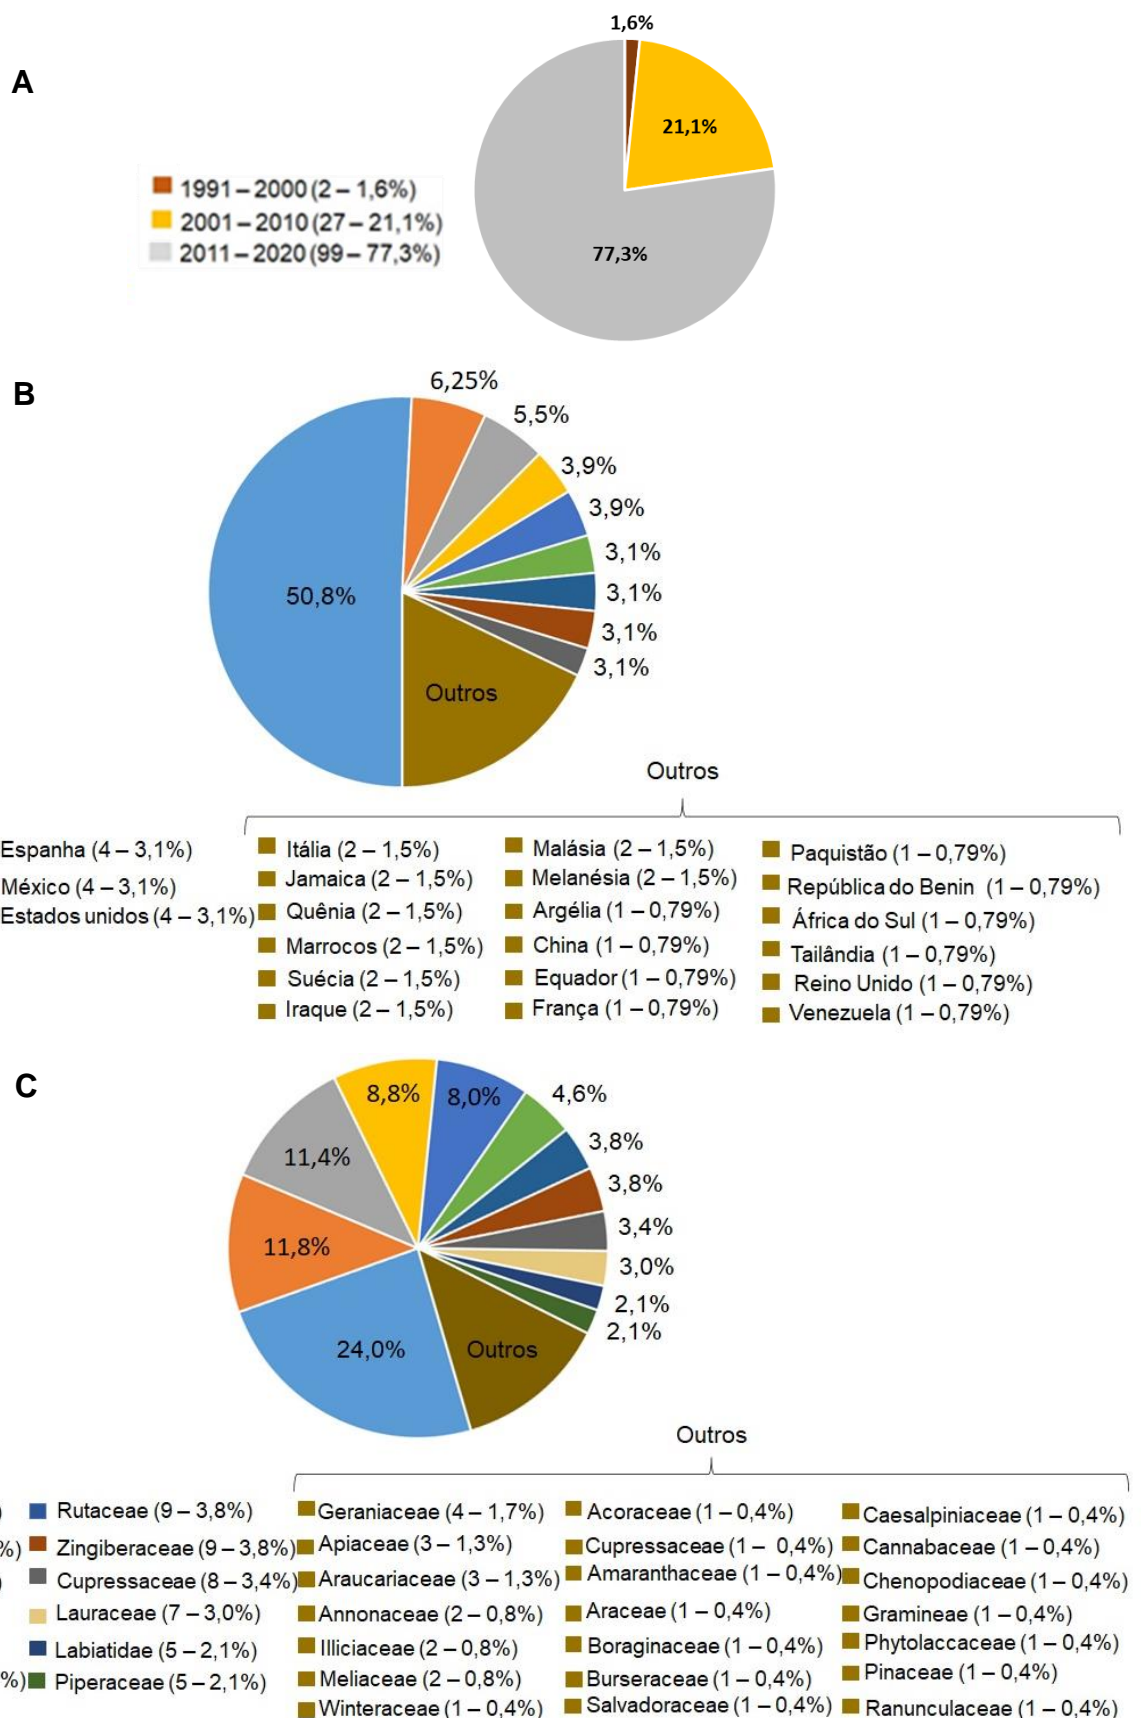 A
1,6%
21,1%
77,3%
1991 – 2000 (2 – 1,6%)
2001 – 2010 (27 – 21,1%)
2011 – 2020 (99 – 77,3%)
B
6,25%
5,5%
3,9%
3,9%
3,1%
3,1%
3,1%
3,1%
50,8%
Outros
Outros
Espanha (4 – 3,1%)
México (4 – 3,1%)
Estados unidos (4 – 3,1%)
Itália (2 – 1,5%)
Jamaica (2 – 1,5%)
Quênia (2 – 1,5%)
Marrocos (2 – 1,5%)
Suécia (2 – 1,5%)
Iraque (2 – 1,5%)
Malásia (2 – 1,5%)
Melanésia (2 – 1,5%)
Argélia (1 – 0,79%)
China (1 – 0,79%)
Equador (1 – 0,79%)
França (1 – 0,79%)
Paquistão (1 – 0,79%)
República do Benin (1 – 0,79%)
África do Sul (1 – 0,79%)
Tailândia (1 – 0,79%)
Reino Unido (1 – 0,79%)
Venezuela (1 – 0,79%)
C
8,8%
8,0%
4,6%
3,8%
3,8%
3,4%
3,0%
2,1%
2,1%
11,4%
11,8%
24,0%
Outros
Outros
)
%)
)
%)
Rutaceae (9 – 3,8%)
Zingiberaceae (9 – 3,8%)
Cupressaceae (8 – 3,4%)
Lauraceae (7 – 3,0%)
Labiatidae (5 – 2,1%)
Piperaceae (5 – 2,1%)
Geraniaceae (4 – 1,7%)
Apiaceae (3 – 1,3%)
Araucariaceae (3 – 1,3%)
Annonaceae (2 – 0,8%)
Illiciaceae (2 – 0,8%)
Meliaceae (2 – 0,8%)
Winteraceae (1 – 0,4%)
Acoraceae (1 – 0,4%)
Cupressaceae (1 – 0,4%)
Amaranthaceae (1 – 0,4%)
Araceae (1 – 0,4%)
Boraginaceae (1 – 0,4%)
Burseraceae (1 – 0,4%)
Salvadoraceae (1 – 0,4%)
Caesalpiniaceae (1 – 0,4%)
Cannabaceae (1 – 0,4%)
Chenopodiaceae (1 – 0,4%)
Gramineae (1 – 0,4%)
Phytolaccaceae (1 – 0,4%)
Pinaceae (1 – 0,4%)
Ranunculaceae (1 – 0,4%)